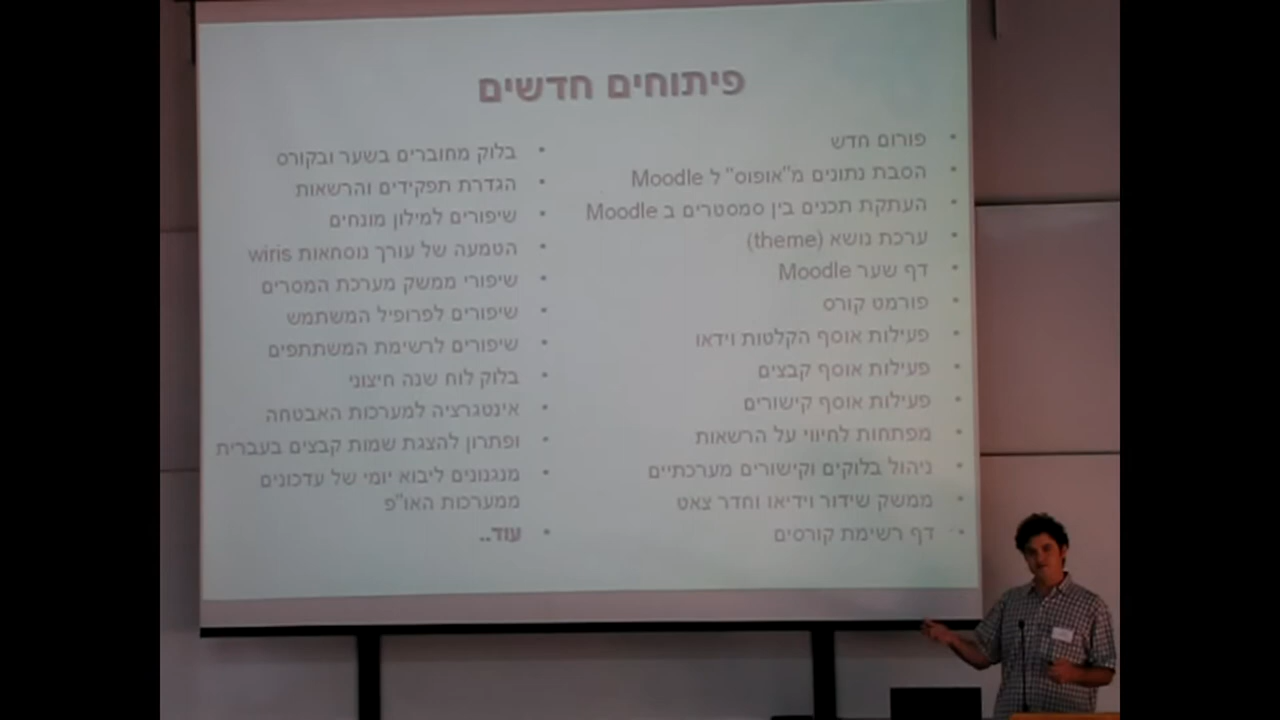 פיתוחים חדשים
פורום חדש
הסבת נתונים מ"אופוס" ל Moodle
העתקת תכנים בין סמסטרים ב Moodle
ערכת נושא (theme)
דף שער Moodle
פורמט קורס
פעילות אוסף הקלטות וידאו
פעילות אוסף קבצים
פעילות אוסף קישורים
מפתחות לחיווי על הרשאות
ניהול בלוקים וקישורים מערכתיים
ממשק שידור וידיאו וחדר צאט
דף רשימת קורסים
בלוק מחוברים בשער ובקורס
הגדרת תפקידים והרשאות
שיפורים למילון מונחים
הטמעה של עורך נוסחאות wiris
שיפורי ממשק מערכת המסרים
שיפורים לפרופיל המשתמש
שיפורים לרשימת המשתתפים
בלוק לוח שנה חיצוני
אינטגרציה למערכות האבטחה
ופתרון להצגת שמות קבצים בעברית
מנגנונים ליבוא יומי של עדכונים
ממערכות האו"פ
עוד..